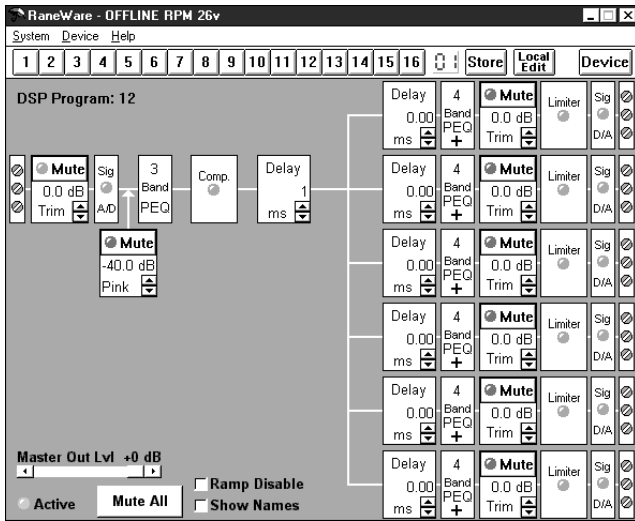 RaneWare - OFFLINE RPM 26v
System Device Help
1 2 3 4 5 6 7 8 9 10 11 12 13 14 15 16 01 Store Local Edit Device
DSP Program: 12
Mute
0.0 dB
Trim
Sig
A/D
3
Band
PEQ
Comp.
Delay
1
ms
Mute
-40.0 dB
Pink
Delay
0.00
ms
4
Band
PEQ
+
Mute
0.0 dB
Trim
Limiter
Sig
D/A
Delay
0.00
ms
4
Band
PEQ
+
Mute
0.0 dB
Trim
Limiter
Sig
D/A
Delay
0.00
ms
4
Band
PEQ
+
Mute
0.0 dB
Trim
Limiter
Sig
D/A
Delay
0.00
ms
4
Band
PEQ
+
Mute
0.0 dB
Trim
Limiter
Sig
D/A
Delay
0.00
ms
4
Band
PEQ
+
Mute
0.0 dB
Trim
Limiter
Sig
D/A
Delay
0.00
ms
4
Band
PEQ
+
Mute
0.0 dB
Trim
Limiter
Sig
D/A
Master Out Lvl +0 dB
Active
Mute All
Ramp Disable
Show Names